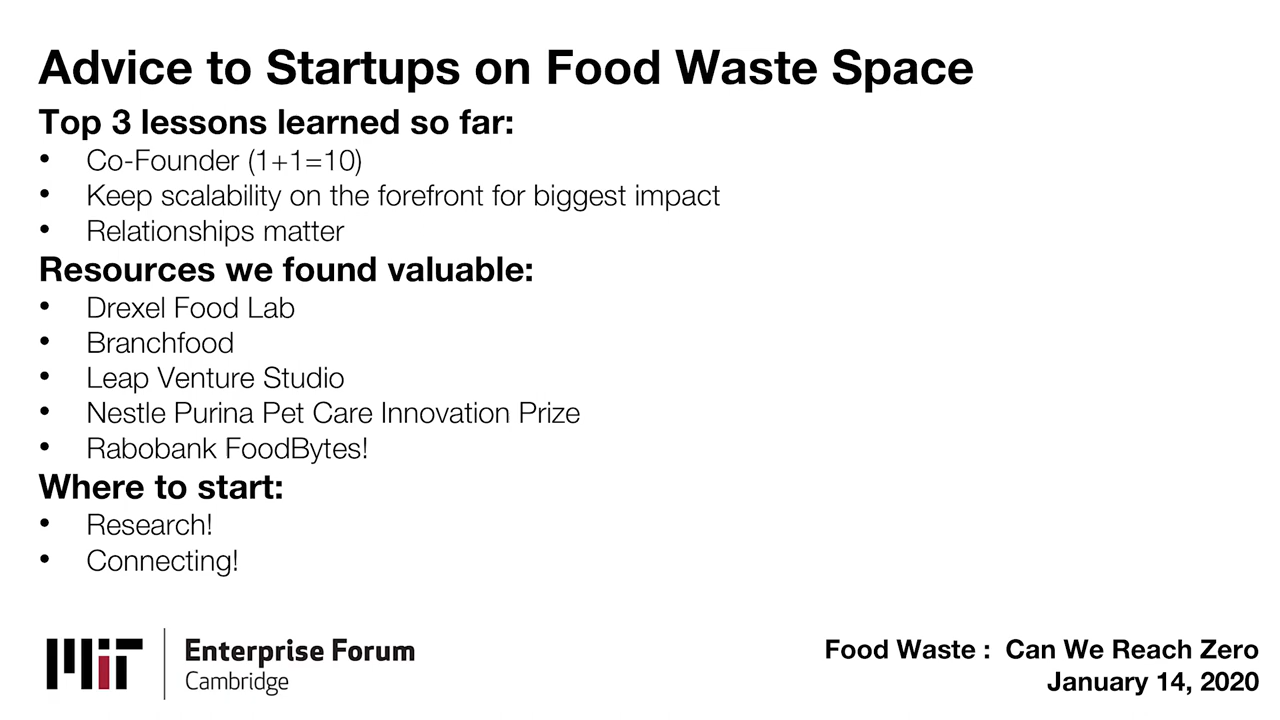 Advice to Startups on Food Waste Space
Top 3 lessons learned so far:
• Co-Founder (1+1=10)
• Keep scalability on the forefront for biggest impact
• Relationships matter
Resources we found valuable:
• Drexel Food Lab
• Branchfood
• Leap Venture Studio
• Nestle Purina Pet Care Innovation Prize
• Rabobank FoodBytes!
Where to start:
• Research!
• Connecting!
MIT
Enterprise Forum
Cambridge
Food Waste : Can We Reach Zero
January 14, 2020